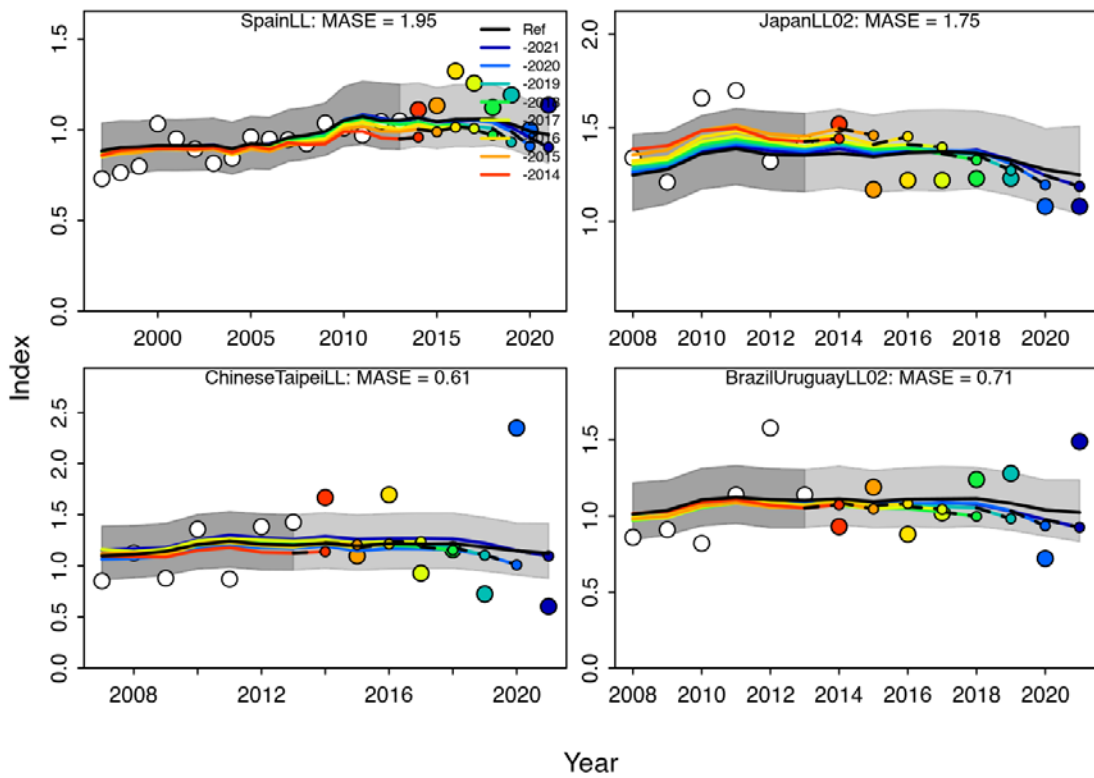 SpainLL: MASE = 1.95
0.0 0.5 1.0 1.5
2000 2005 2010 2015 2020
Ref
-2021
-2020
-2019
-2018
-2017
-2016
-2015
-2014
JapanLL02: MASE = 1.75
1.0 1.5 2.0
2008 2010 2012 2014 2016 2018 2020
ChineseTaipeiLL: MASE = 0.61
0.0 0.5 1.0 1.5 2.0 2.5
2008 2012 2016 2020
BrazilUruguayLL02: MASE = 0.71
0.0 0.5 1.0 1.5
2008 2010 2012 2014 2016 2018 2020
Index
Year